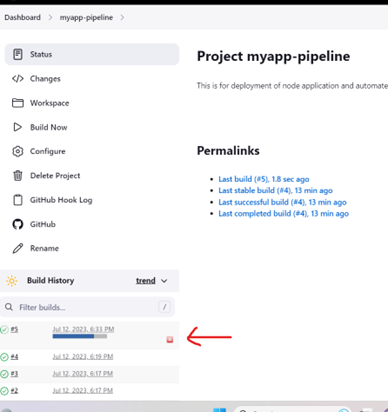 Dashboard > myapp-pipeline >
Status
Changes
Workspace
Build Now
Configure
Delete Project
GitHub Hook Log
GitHub
Rename
Project myapp-pipeline
This is for deployment of node application and automate
Permalinks
Last build (#5), 1.8 sec ago
Last stable build (#4), 13 min ago
Last successful build (#4), 13 min ago
Last completed build (#4), 13 min ago
Build History trend
Filter builds... /
#5 Jul 12, 2023, 6:33 PM
#4 Jul 12, 2023, 6:19 PM
#3 Jul 12, 2023, 6:17 PM
#2 Jul 12, 2023, 6:17 PM